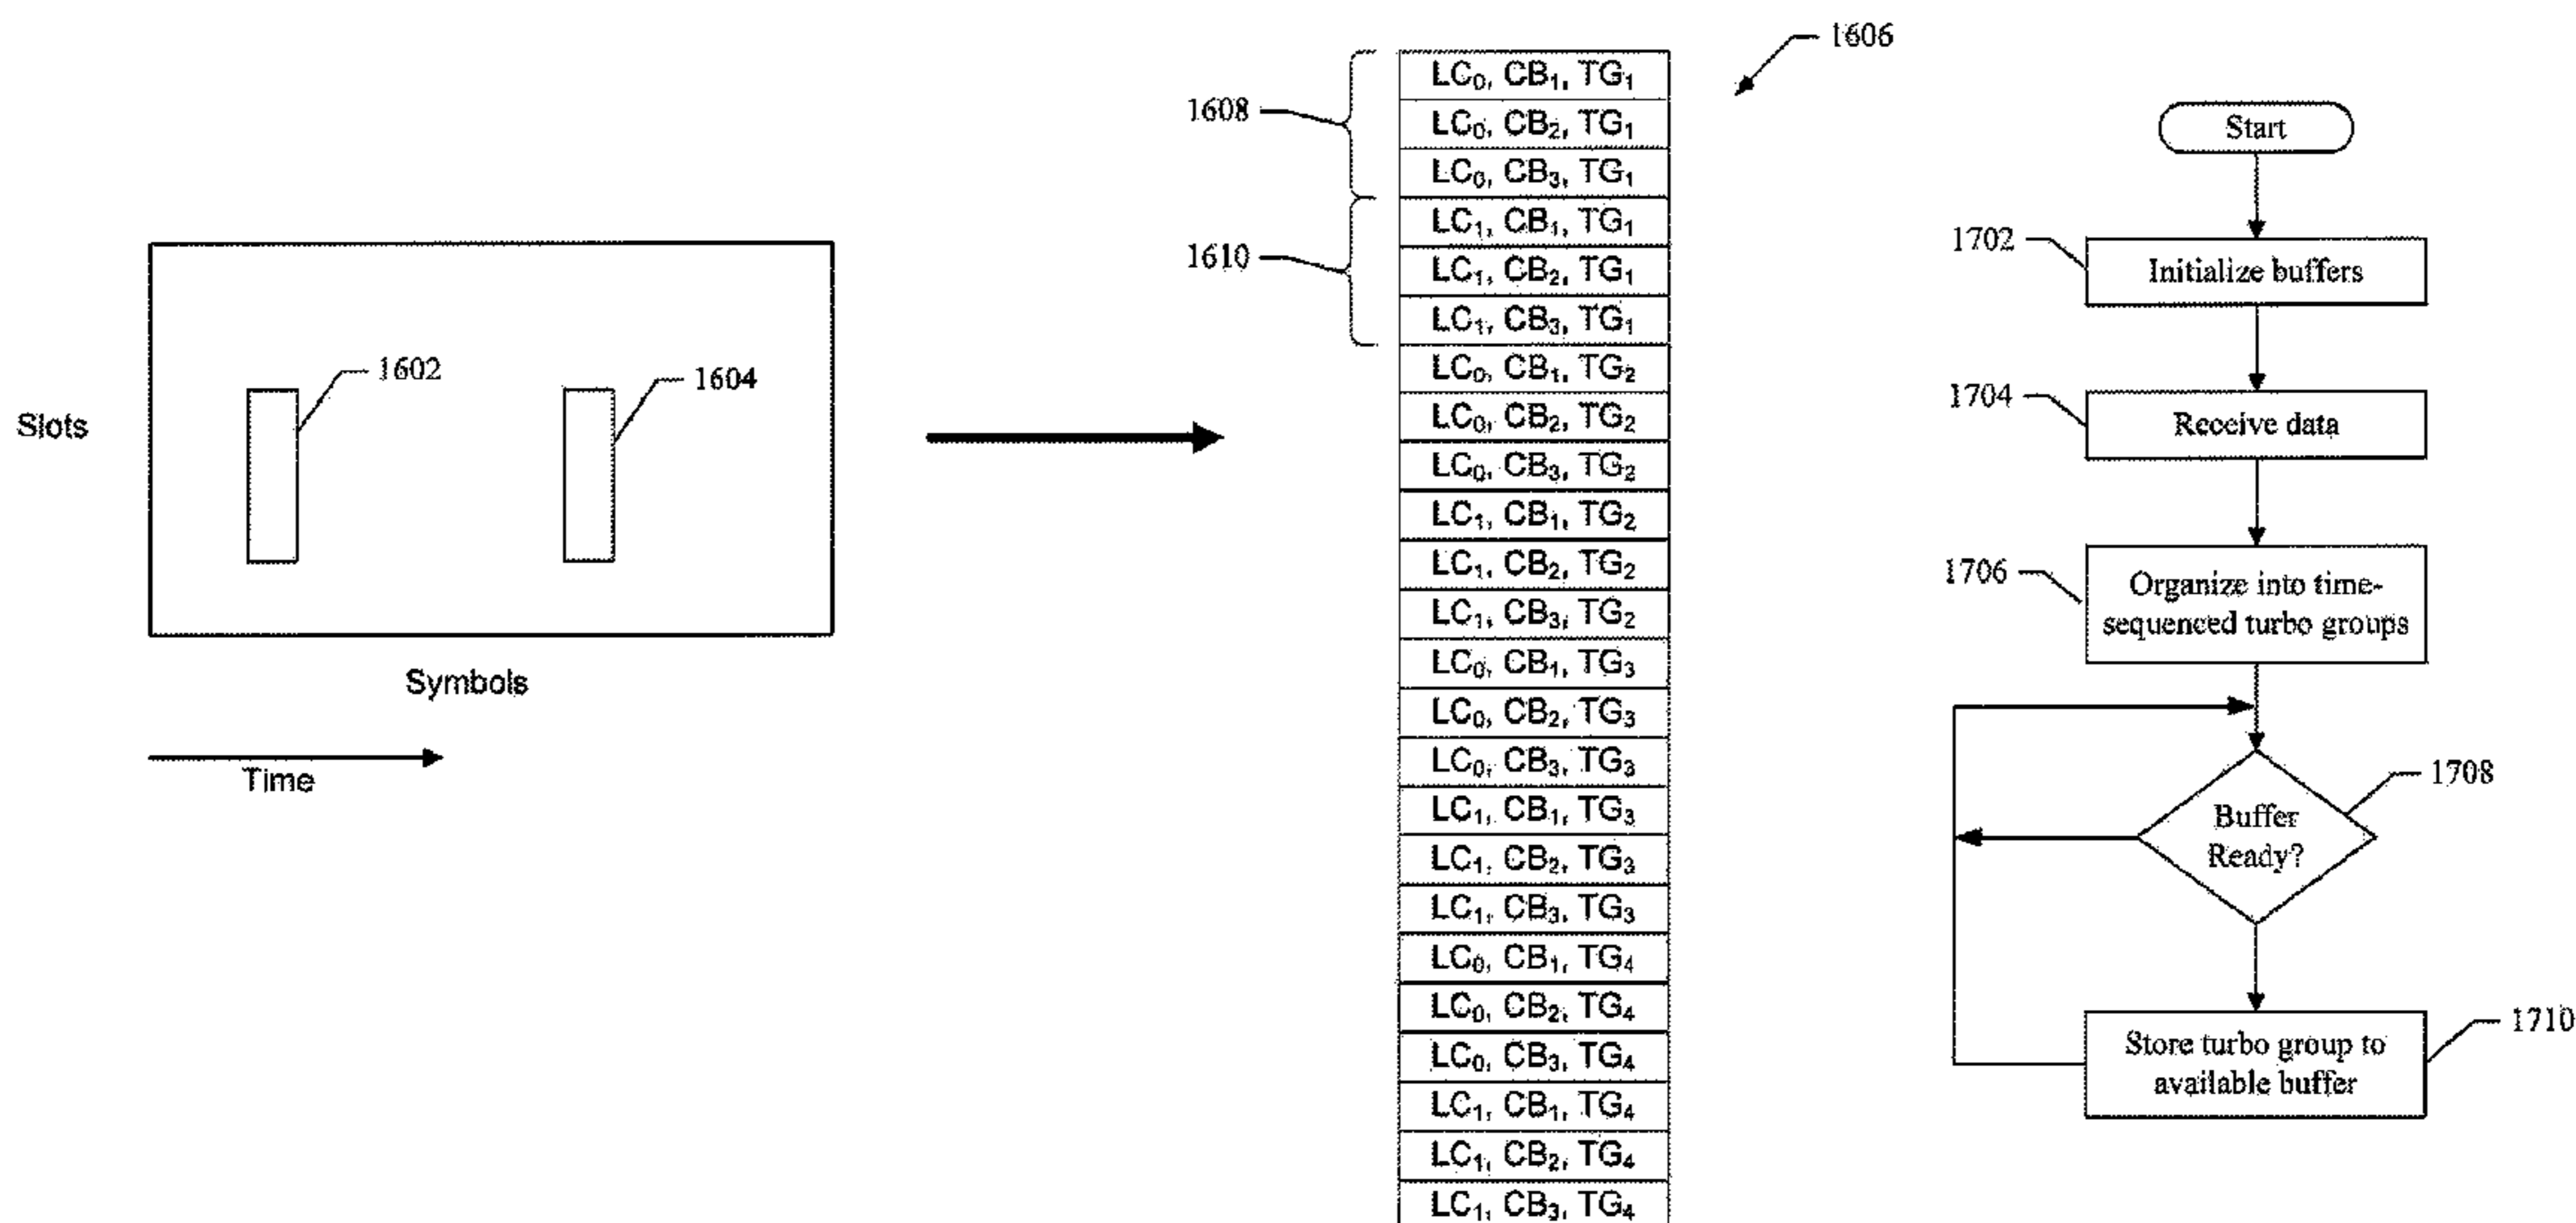 Slots
1602
1604
Symbols
Time
1606
1608
1610
LC₀, CB₁, TG₁
LC₀, CB₂, TG₁
LC₀, CB₃, TG₁
LC₁, CB₁, TG₁
LC₁, CB₂, TG₁
LC₁, CB₃, TG₁
LC₀, CB₁, TG₂
LC₀, CB₂, TG₂
LC₀, CB₃, TG₂
LC₁, CB₁, TG₂
LC₁, CB₂, TG₂
LC₁, CB₃, TG₂
LC₀, CB₁, TG₃
LC₀, CB₂, TG₃
LC₀, CB₃, TG₃
LC₁, CB₁, TG₃
LC₁, CB₂, TG₃
LC₁, CB₃, TG₃
LC₀, CB₁, TG₄
LC₀, CB₂, TG₄
LC₀, CB₃, TG₄
LC₁, CB₁, TG₄
LC₁, CB₂, TG₄
LC₁, CB₃, TG₄
Start
1702
Initialize buffers
1704
Receive data
1706
Organize into time-
sequenced turbo groups
1708
Buffer
Ready?
1710
Store turbo group to
available buffer